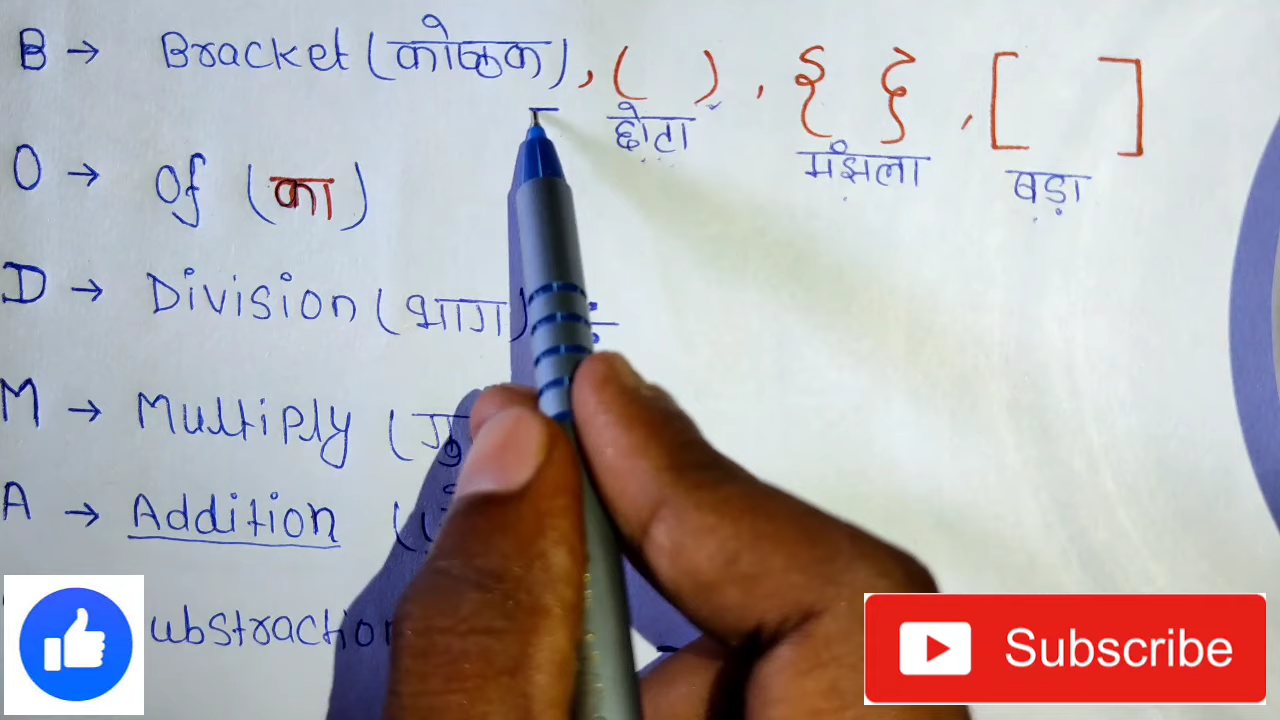 B → Bracket (कोष्ठक), ( ), { }, [ ]
छोटा मंझला बड़ा
O → Of (का)
D → Division (भाग) ÷
M → Multiply (
A → Addition (
ubstraction
Subscribe